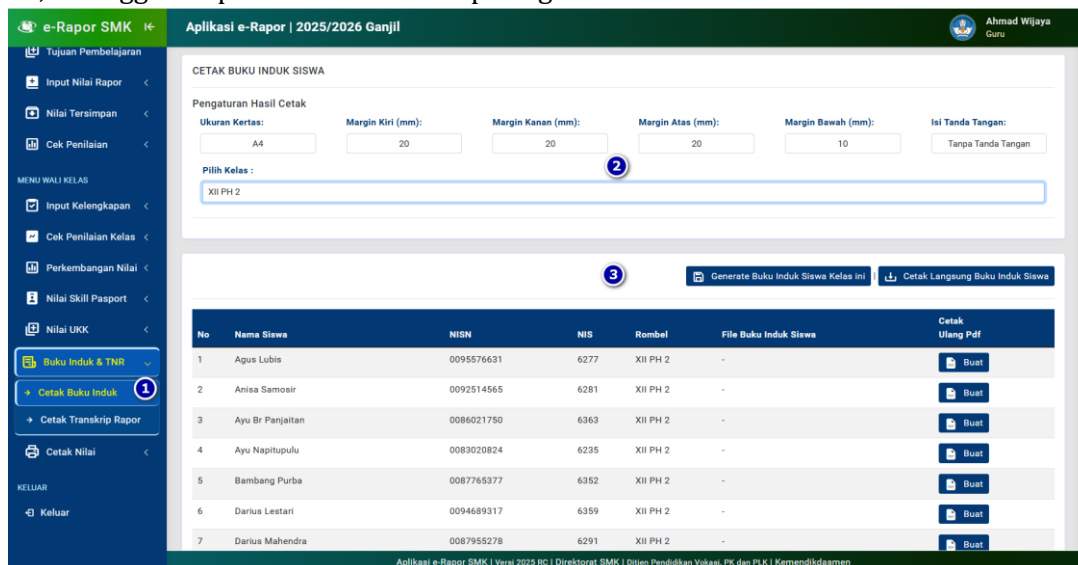 e-Rapor SMK
Aplikasi e-Rapor | 2025/2026 Ganjil
Ahmad Wijaya
Guru
Tujuan Pembelajaran
Input Nilai Rapor
Nilai Tersimpan
Cek Penilaian
MENU WALI KELAS
Input Kelengkapan
Cek Penilaian Kelas
Perkembangan Nilai
Nilai Skill Pasport
Nilai UKK
Buku Induk & TNR
Cetak Buku Induk 1
Cetak Transkrip Rapor
Cetak Nilai
KELUAR
Keluar
CETAK BUKU INDUK SISWA
Pengaturan Hasil Cetak
Ukuran Kertas: Margin Kiri (mm): Margin Kanan (mm): Margin Atas (mm): Margin Bawah (mm): Isi Tanda Tangan:
A4 20 20 20 10 Tanpa Tanda Tangan
Pilih Kelas : 2
XII PH 2
3 Generate Buku Induk Siswa Kelas ini | Cetak Langsung Buku Induk Siswa
No Nama Siswa NISN NIS Rombel File Buku Induk Siswa Cetak
Ulang Pdf
1 Agus Lubis 0095576631 6277 XII PH 2 - Buat
2 Anisa Samosir 0092514565 6281 XII PH 2 - Buat
3 Ayu Br Panjaitan 0086021750 6363 XII PH 2 - Buat
4 Ayu Napitupulu 0083020824 6235 XII PH 2 - Buat
5 Bambang Purba 0087765377 6352 XII PH 2 - Buat
6 Darius Lestari 0094689317 6359 XII PH 2 - Buat
7 Darius Mahendra 0087955278 6291 XII PH 2 - Buat
Aplikasi e-Rapor SMK | Versi 2025 RC | Direktorat SMK | Ditjen Pendidikan Vokasi, PK dan PLK | Kemendikdasmen